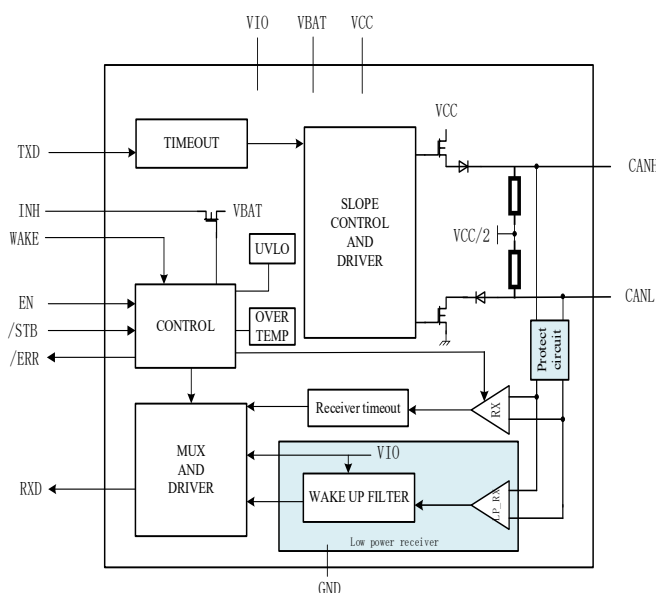 VIO VBAT VCC
VCC
TXD
TIMEOUT
CANH
SLOPE
CONTROL
AND
DRIVER
INH
VBAT
WAKE
VCC/2
UVLO
EN
CONTROL
OVER
TEMP
CANL
/STB
/ERR
Protect
circuit
Receiver timeout
RX
MUX
AND
DRIVER
VIO
RXD
WAKE UP FILTER
LP_RX
Low power receiver
GND